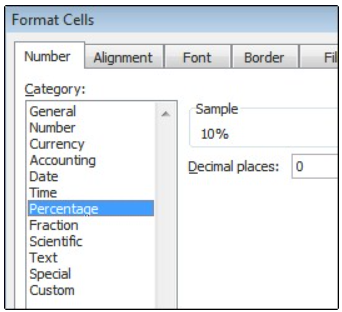 Format Cells
Number Alignment Font Border Fil
Category:
General
Number
Currency
Accounting
Date
Time
Percentage
Fraction
Scientific
Text
Special
Custom
Sample
10%
Decimal places: 0